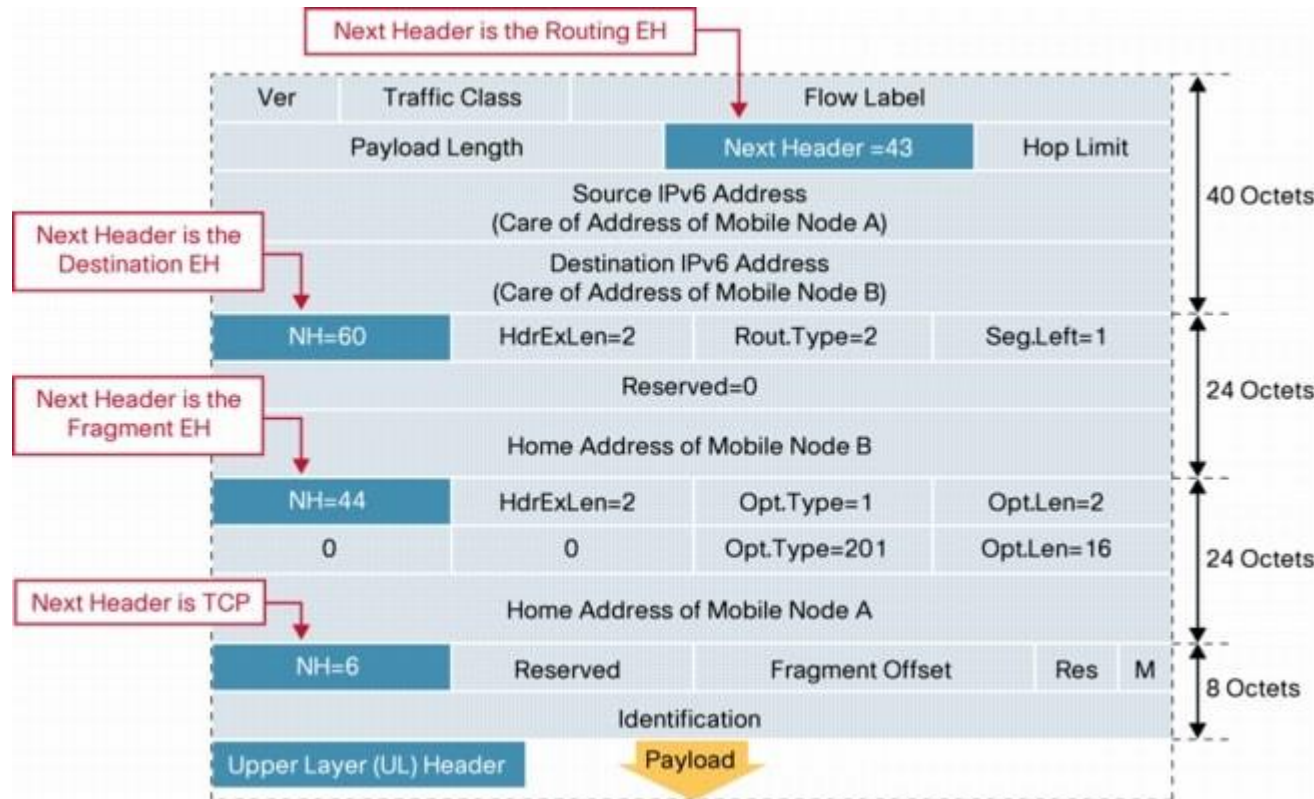 Next Header is the Routing EH
Ver Traffic Class Flow Label
Payload Length Next Header =43 Hop Limit
Source IPv6 Address
(Care of Address of Mobile Node A)
40 Octets
Next Header is the
Destination EH
Destination IPv6 Address
(Care of Address of Mobile Node B)
NH=60 HdrExLen=2 Rout.Type=2 Seg.Left=1
Reserved=0
24 Octets
Next Header is the
Fragment EH
Home Address of Mobile Node B
NH=44 HdrExLen=2 Opt.Type=1 Opt.Len=2
0 0 Opt.Type=201 Opt.Len=16
24 Octets
Next Header is TCP
Home Address of Mobile Node A
NH=6 Reserved Fragment Offset Res M
8 Octets
Identification
Upper Layer (UL) Header
Payload